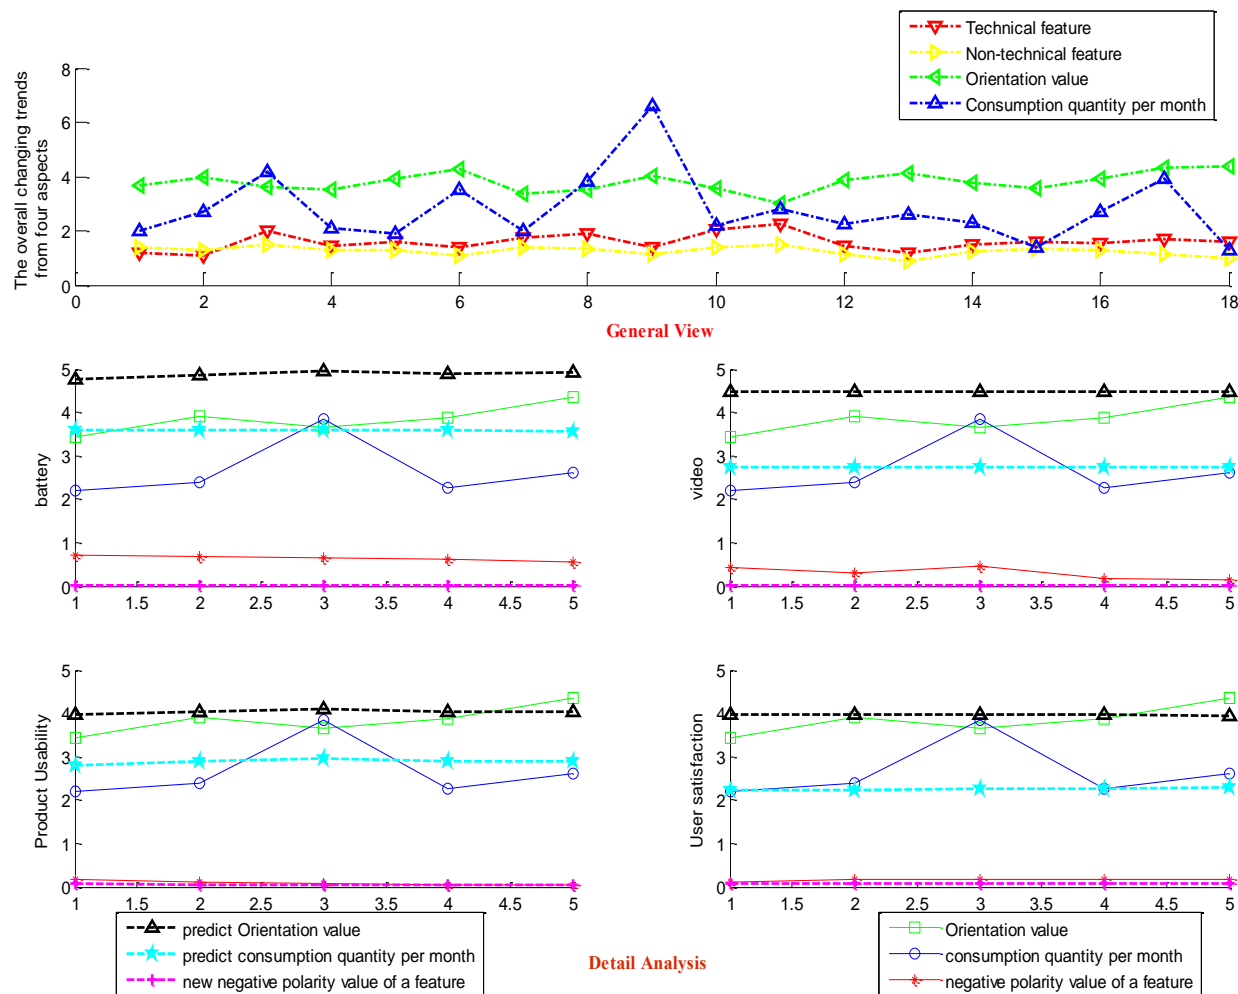 Technical feature
Non-technical feature
Orientation value
Consumption quantity per month
The overall changing trends
from four aspects
8
6
4
2
0
0 2 4 6 8 10 12 14 16 18
General View
battery
5
4
3
2
1
0
1 1.5 2 2.5 3 3.5 4 4.5 5
video
5
4
3
2
1
0
1 1.5 2 2.5 3 3.5 4 4.5 5
Product Usability
5
4
3
2
1
0
1 1.5 2 2.5 3 3.5 4 4.5 5
User satisfaction
5
4
3
2
1
0
1 1.5 2 2.5 3 3.5 4 4.5 5
predict Orientation value
predict consumption quantity per month
new negative polarity value of a feature
Detail Analysis
Orientation value
consumption quantity per month
negative polarity value of a feature